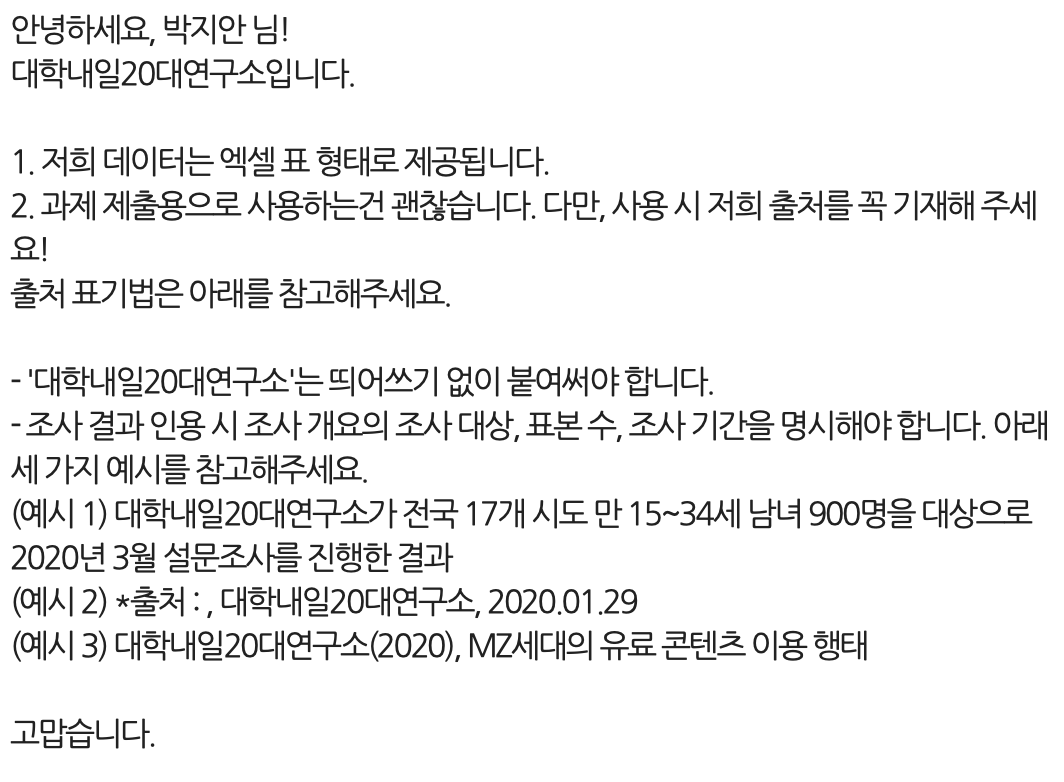 안녕하세요, 박지안 님!
대학내일20대연구소입니다.
1. 저희 데이터는 엑셀 표 형태로 제공됩니다.
2. 과제 제출용으로 사용하는건 괜찮습니다. 다만, 사용 시 저희 출처를 꼭 기재해 주세
요!
출처 표기법은 아래를 참고해주세요.
- '대학내일20대연구소'는 띄어쓰기 없이 붙여써야 합니다.
- 조사 결과 인용 시 조사 개요의 조사 대상, 표본 수, 조사 기간을 명시해야 합니다. 아래
세 가지 예시를 참고해주세요.
(예시 1) 대학내일20대연구소가 전국 17개 시도 만 15~34세 남녀 900명을 대상으로
2020년 3월 설문조사를 진행한 결과
(예시 2) *출처 : , 대학내일20대연구소, 2020.01.29
(예시 3) 대학내일20대연구소(2020), MZ세대의 유료 콘텐츠 이용 행태
고맙습니다.